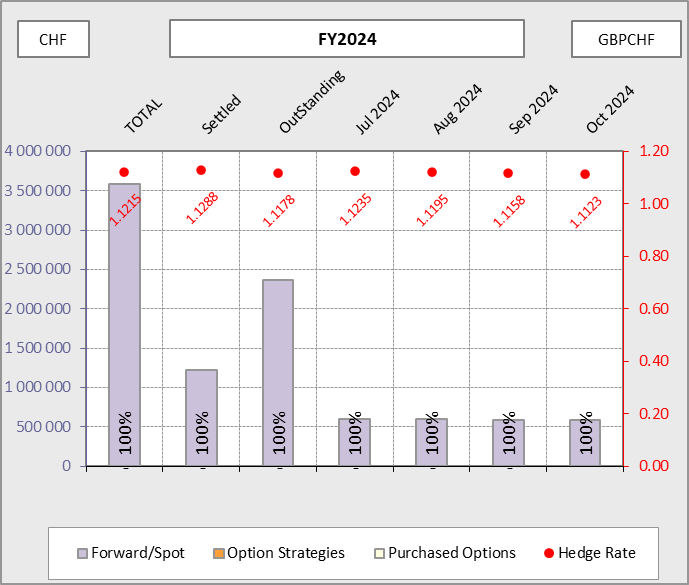 CHF
FY2024
GBPCHF
TOTAL
Settled
OutStanding
Jul 2024
Aug 2024
Sep 2024
Oct 2024
4 000 000
3 500 000
3 000 000
2 500 000
2 000 000
1 500 000
1 000 000
500 000
0
1.20
1.00
0.80
0.60
0.40
0.20
0.00
1.1215
1.1288
1.1178
1.1235
1.1195
1.1158
1.1123
100%
100%
100%
100%
100%
100%
100%
Forward/Spot
Option Strategies
Purchased Options
Hedge Rate